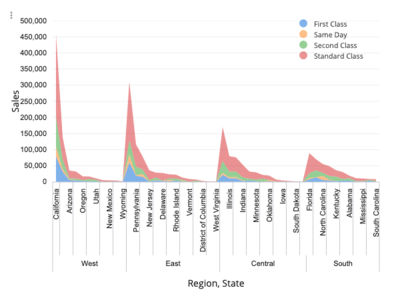 First Class
Same Day
Second Class
Standard Class
500,000
450,000
400,000
350,000
300,000
250,000
200,000
150,000
100,000
50,000
0
Sales
California
Arizona
Oregon
Utah
New Mexico
Wyoming
Pennsylvania
New Jersey
Delaware
Rhode Island
Vermont
District of Columbia
West Virginia
Illinois
Indiana
Minnesota
Oklahoma
Iowa
South Dakota
Florida
North Carolina
Kentucky
Alabama
Mississippi
South Carolina
West
East
Central
South
Region, State